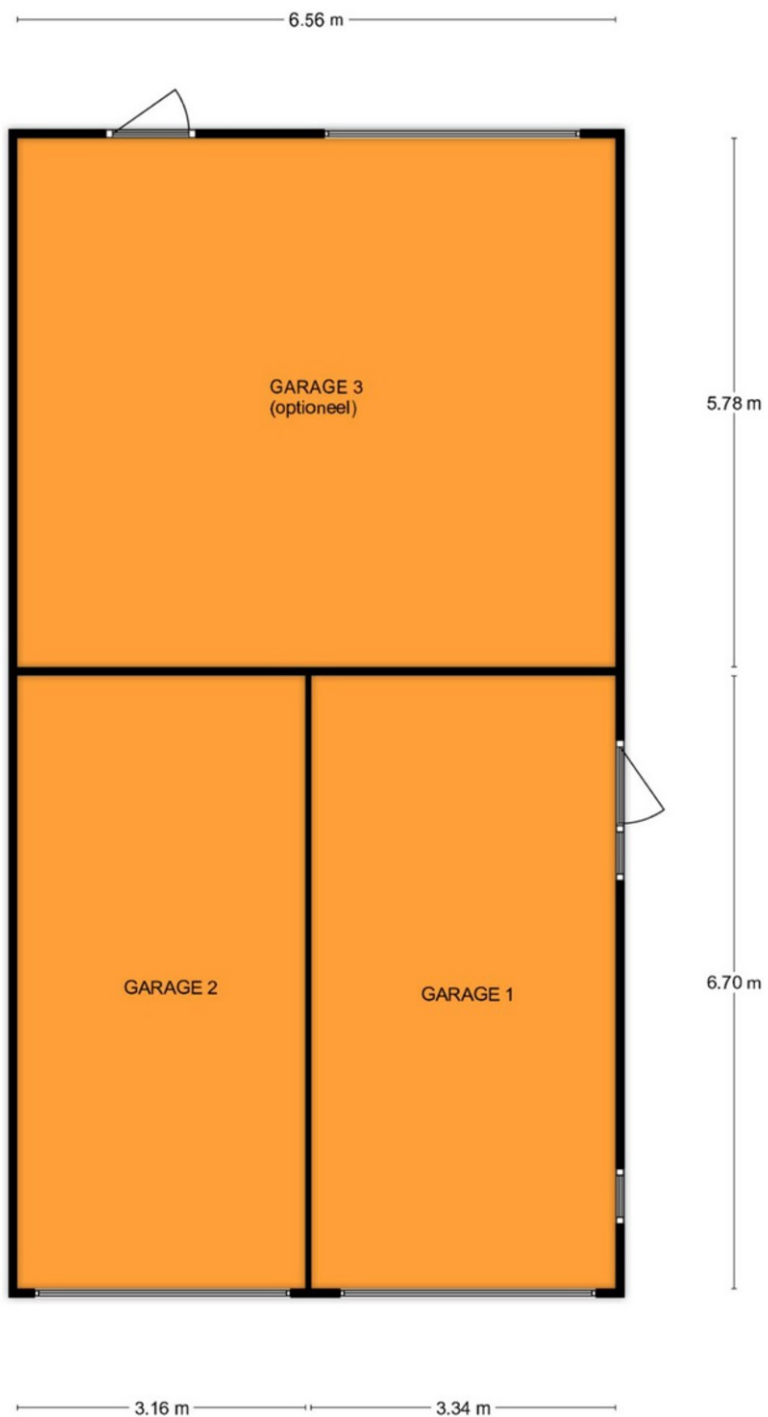 6.56 m
GARAGE 3
(optioneel)
5.78 m
6.70 m
GARAGE 2
GARAGE 1
3.16 m
3.34 m